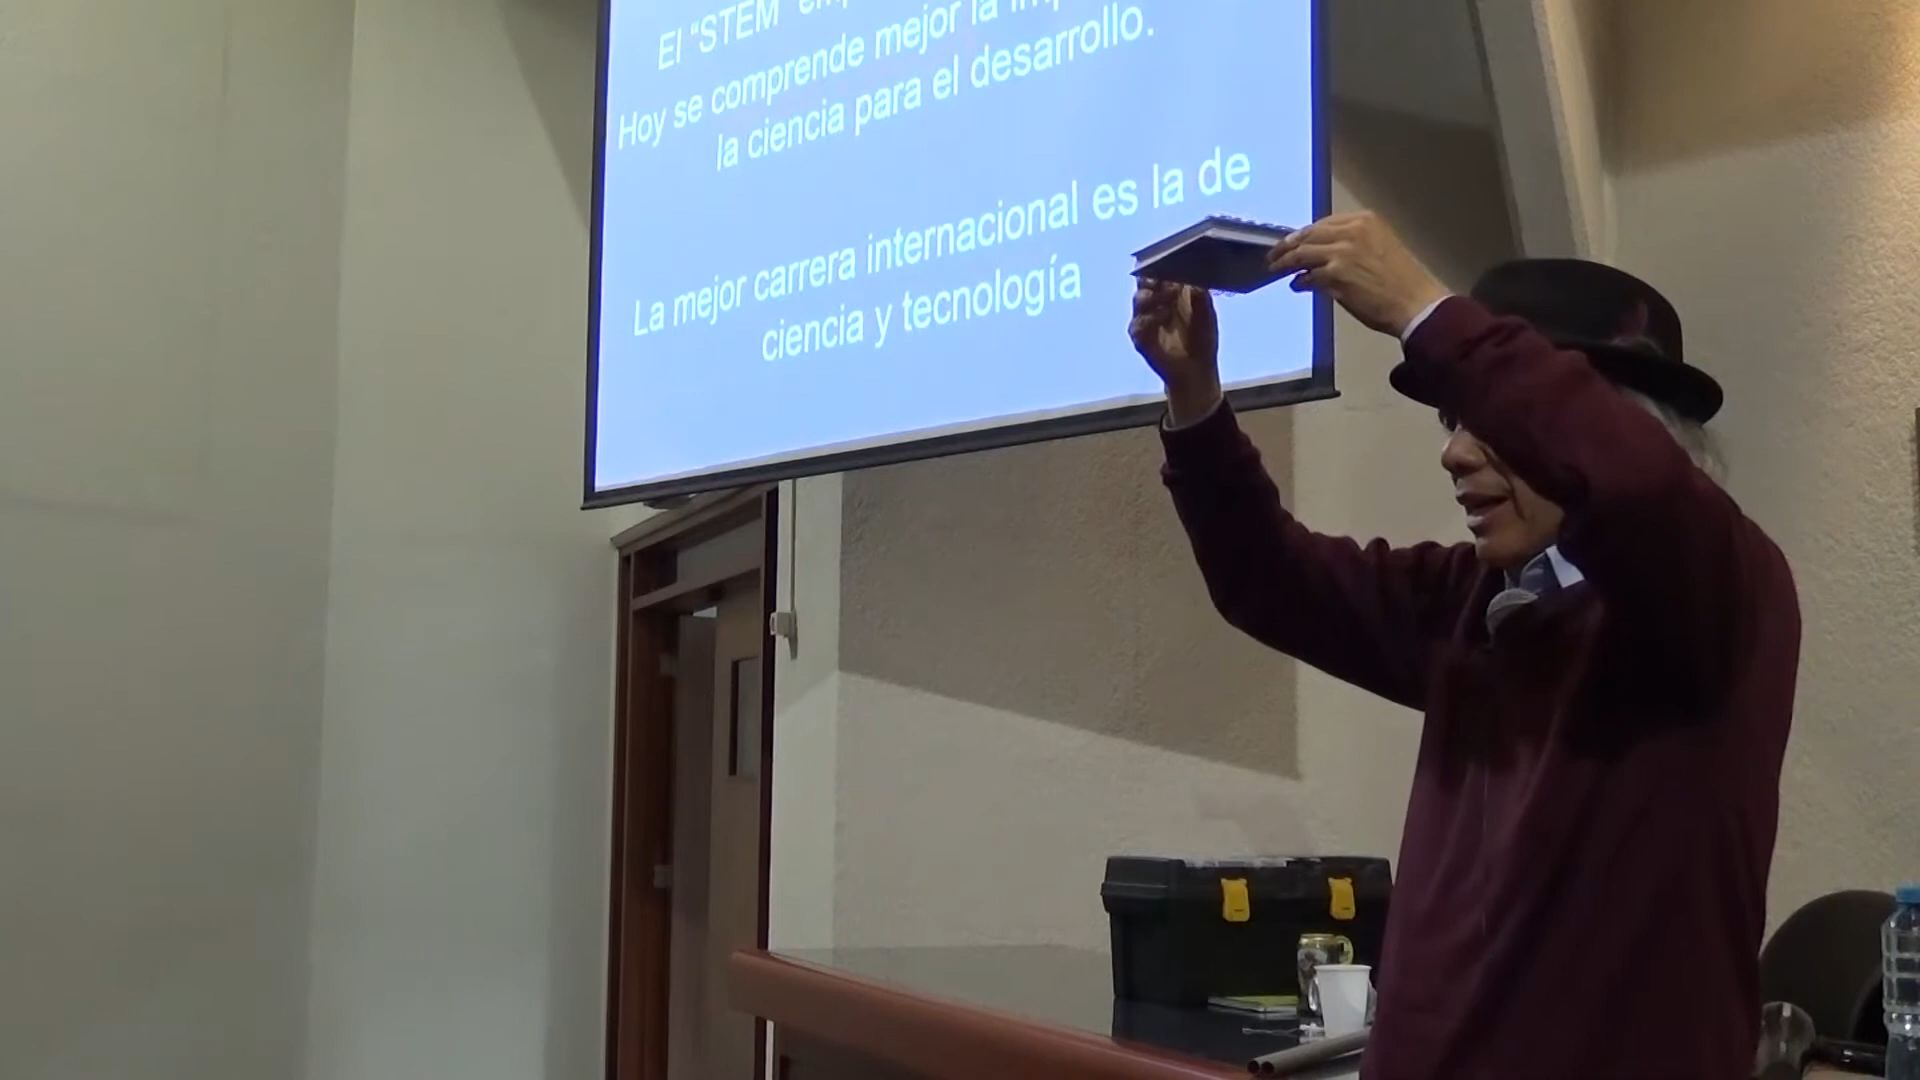 El "STEM"
Hoy se comprende mejor la
la ciencia para el desarrollo.
La mejor carrera internacional es la de
ciencia y tecnología